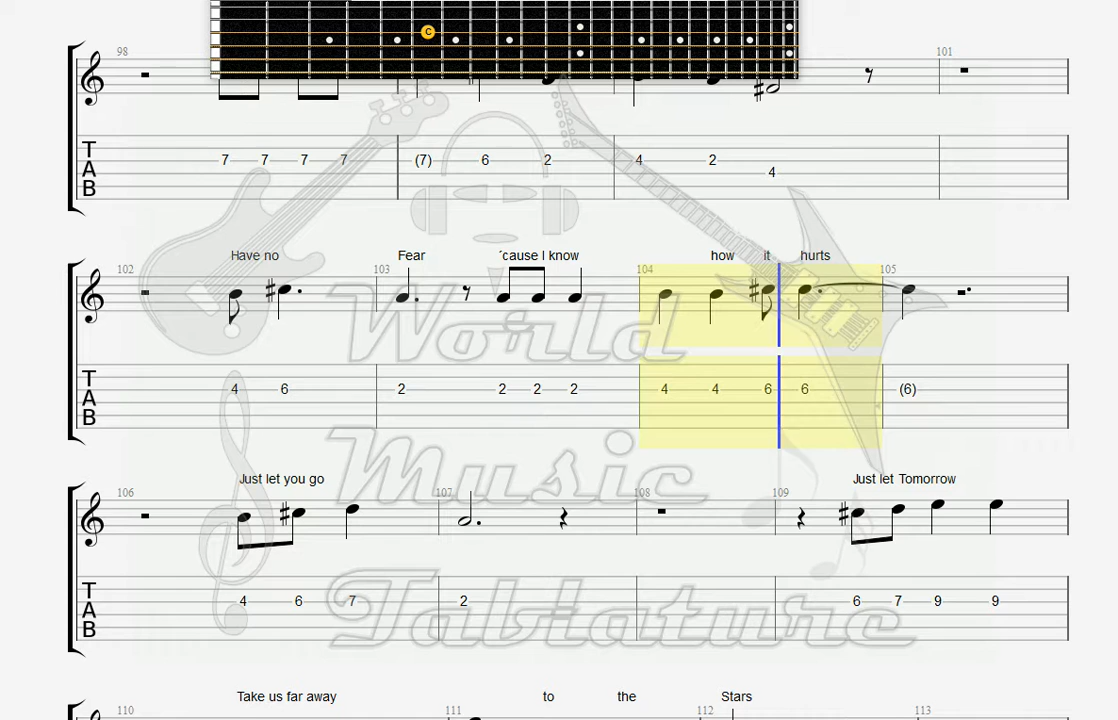 C
98 101
T A B 7 7 7 7 (7) 6 2 4 2 4
Have no Fear ´cause I know how it hurts
102 103 104 105
T A B 4 6 2 2 2 2 4 4 6 6 (6)
World
Music
Just let you go Just let Tomorrow
106 107 108 109
T A B 4 6 7 2 6 7 9 9
Tablature
Take us far away to the Stars
110 111 112 113